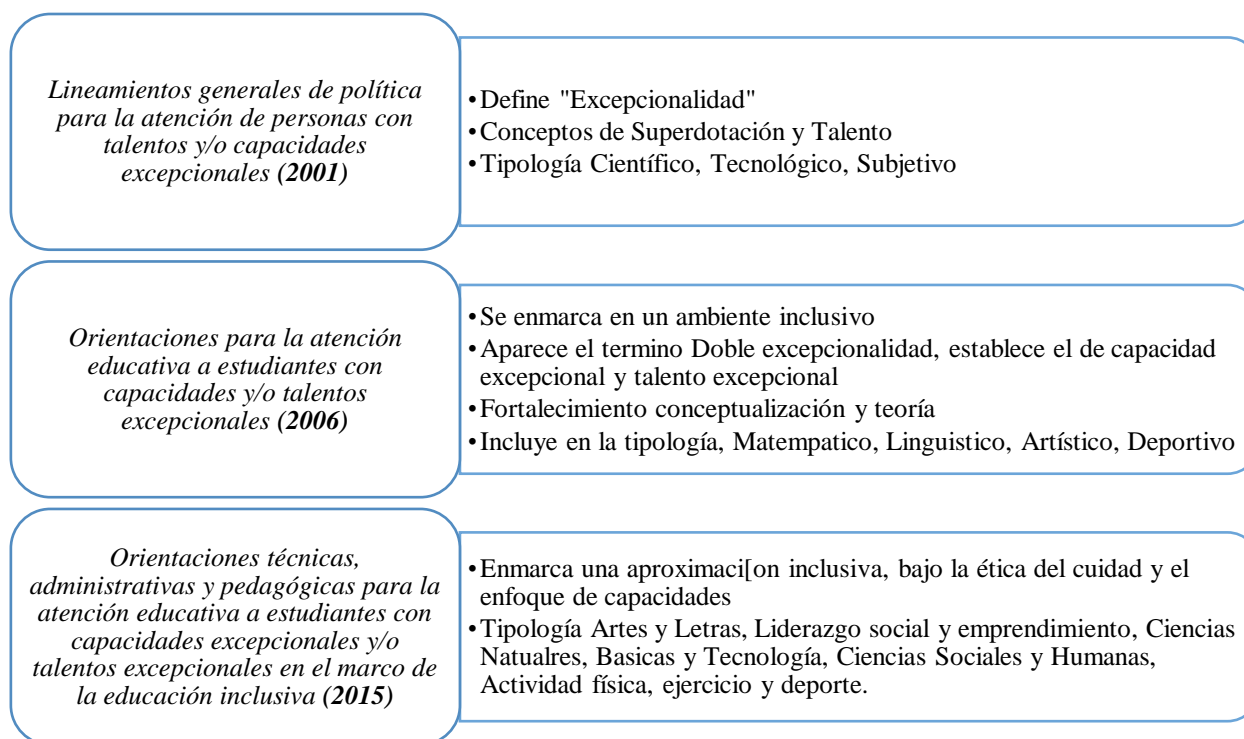 Lineamientos generales de política
para la atención de personas con
talentos y/o capacidades
excepcionales (2001)
•Define "Excepcionalidad"
•Conceptos de Superdotación y Talento
•Tipología Científico, Tecnológico, Subjetivo
Orientaciones para la atención
educativa a estudiantes con
capacidades y/o talentos
excepcionales (2006)
•Se enmarca en un ambiente inclusivo
•Aparece el termino Doble excepcionalidad, establece el de capacidad
excepcional y talento excepcional
•Fortalecimiento conceptualización y teoría
•Incluye en la tipología, Matempatico, Linguistico, Artístico, Deportivo
Orientaciones técnicas,
administrativas y pedagógicas para la
atención educativa a estudiantes con
capacidades excepcionales y/o
talentos excepcionales en el marco de
la educación inclusiva (2015)
•Enmarca una aproximaci[on inclusiva, bajo la ética del cuidad y el
enfoque de capacidades
•Tipología Artes y Letras, Liderazgo social y emprendimiento, Ciencias
Natualres, Basicas y Tecnología, Ciencias Sociales y Humanas,
Actividad física, ejercicio y deporte.